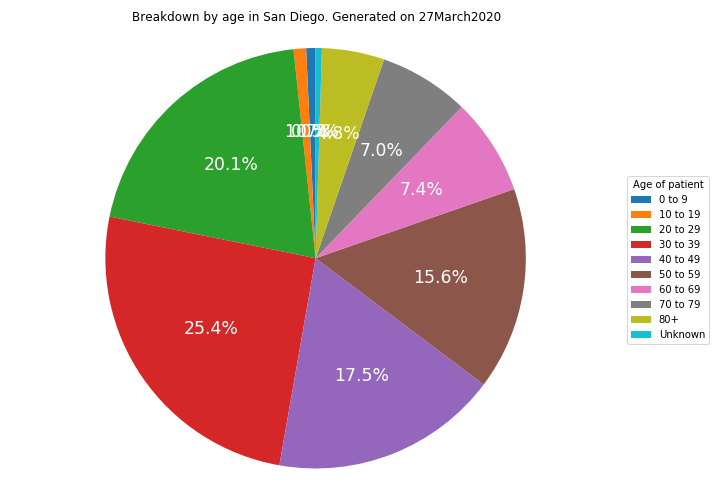 Breakdown by age in San Diego. Generated on 27March2020
4.8%
7.0%
20.1%
7.4%
15.6%
25.4%
17.5%
Age of patient
0 to 9
10 to 19
20 to 29
30 to 39
40 to 49
50 to 59
60 to 69
70 to 79
80+
Unknown